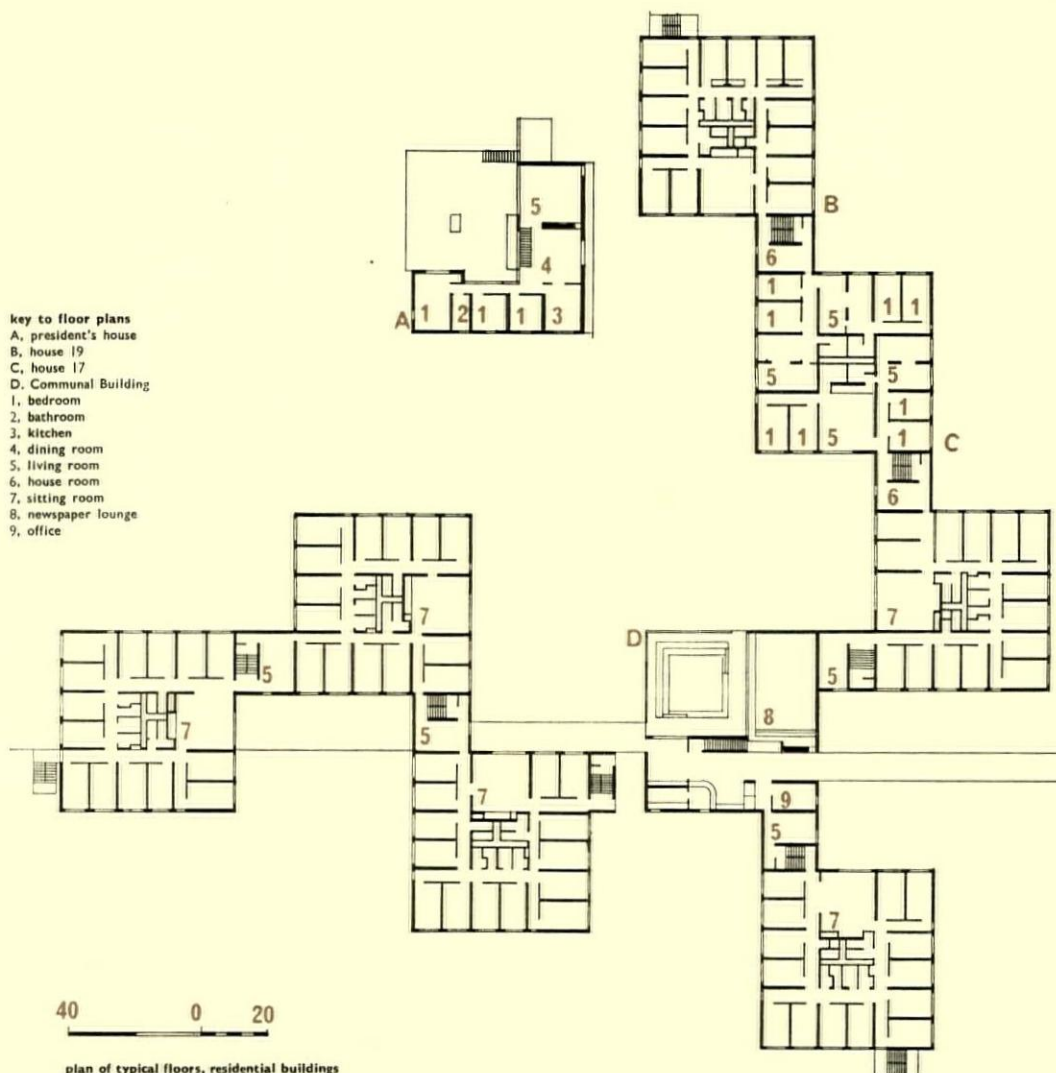 B
5
6
4
1
5
1 1
1
A 1 2 1 1 3
key to floor plans
A, president's house
B, house 19
C, house 17
D. Communal Building
1, bedroom
2, bathroom
3, kitchen
4, dining room
5, living room
6, house room
7, sitting room
8, newspaper lounge
9, office
5
5
1
1 1 5
1
C
6
7
7
D
5
5
8
7
5
7
9
5
7
40 0 20
plan of typical floors, residential buildings